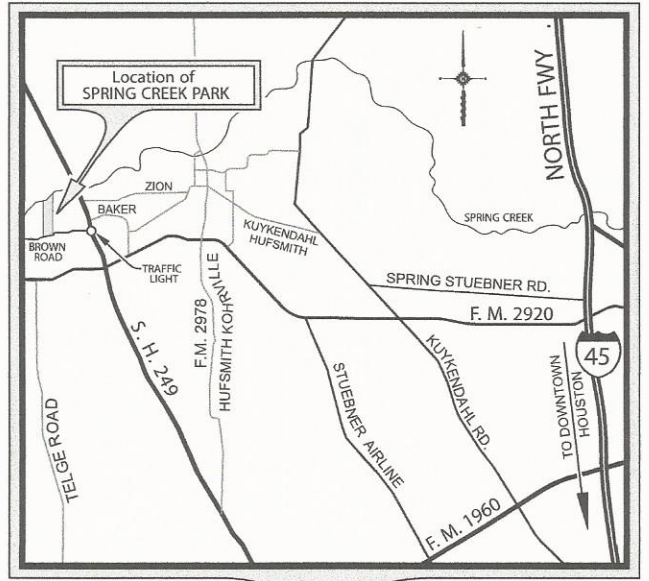 Location of
SPRING CREEK PARK
NORTH FWY
ZION
BAKER
SPRING CREEK
KUYKENDAHL
HUFSMITH
BROWN
ROAD
TRAFFIC
LIGHT
SPRING STUEBNER RD.
F. M. 2920
F.M. 2978
HUFSMITH KOHRVILLE
S. H. 249
45
KUYKENDAHL RD.
STUEBNER AIRLINE
TO DOWNTOWN
HOUSTON
TELGE ROAD
F. M. 1960